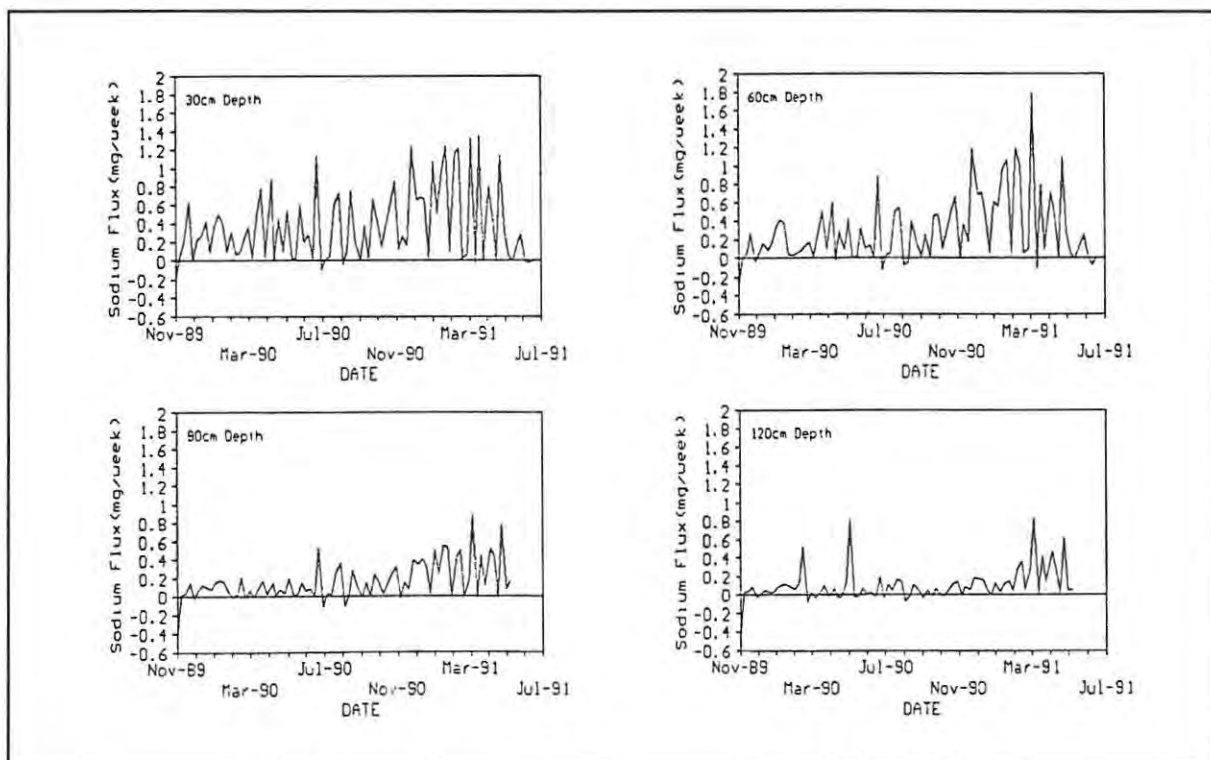 2
1.8
1.6
1.4
1.2
1
0.8
0.6
0.4
0.2
0
-0.2
-0.4
-0.6
Sodium Flux(mg/week)
30cm Depth
Nov-89
Jul-90
Mar-91
Mar-90
Nov-90
Jul-91
DATE
2
1.8
1.6
1.4
1.2
1
0.8
0.6
0.4
0.2
0
-0.2
-0.4
-0.6
Sodium Flux(mg/week)
60cm Depth
Nov-89
Jul-90
Mar-91
Mar-90
Nov-90
Jul-91
DATE
2
1.8
1.6
1.4
1.2
1
0.8
0.6
0.4
0.2
0
-0.2
-0.4
-0.6
Sodium Flux(mg/week)
90cm Depth
Nov-89
Jul-90
Mar-91
Mar-90
Nov-90
Jul-91
DATE
2
1.8
1.6
1.4
1.2
1
0.8
0.6
0.4
0.2
0
-0.2
-0.4
-0.6
Sodium Flux(mg/week)
120cm Depth
Nov-89
Jul-90
Mar-91
Mar-90
Nov-90
Jul-91
DATE